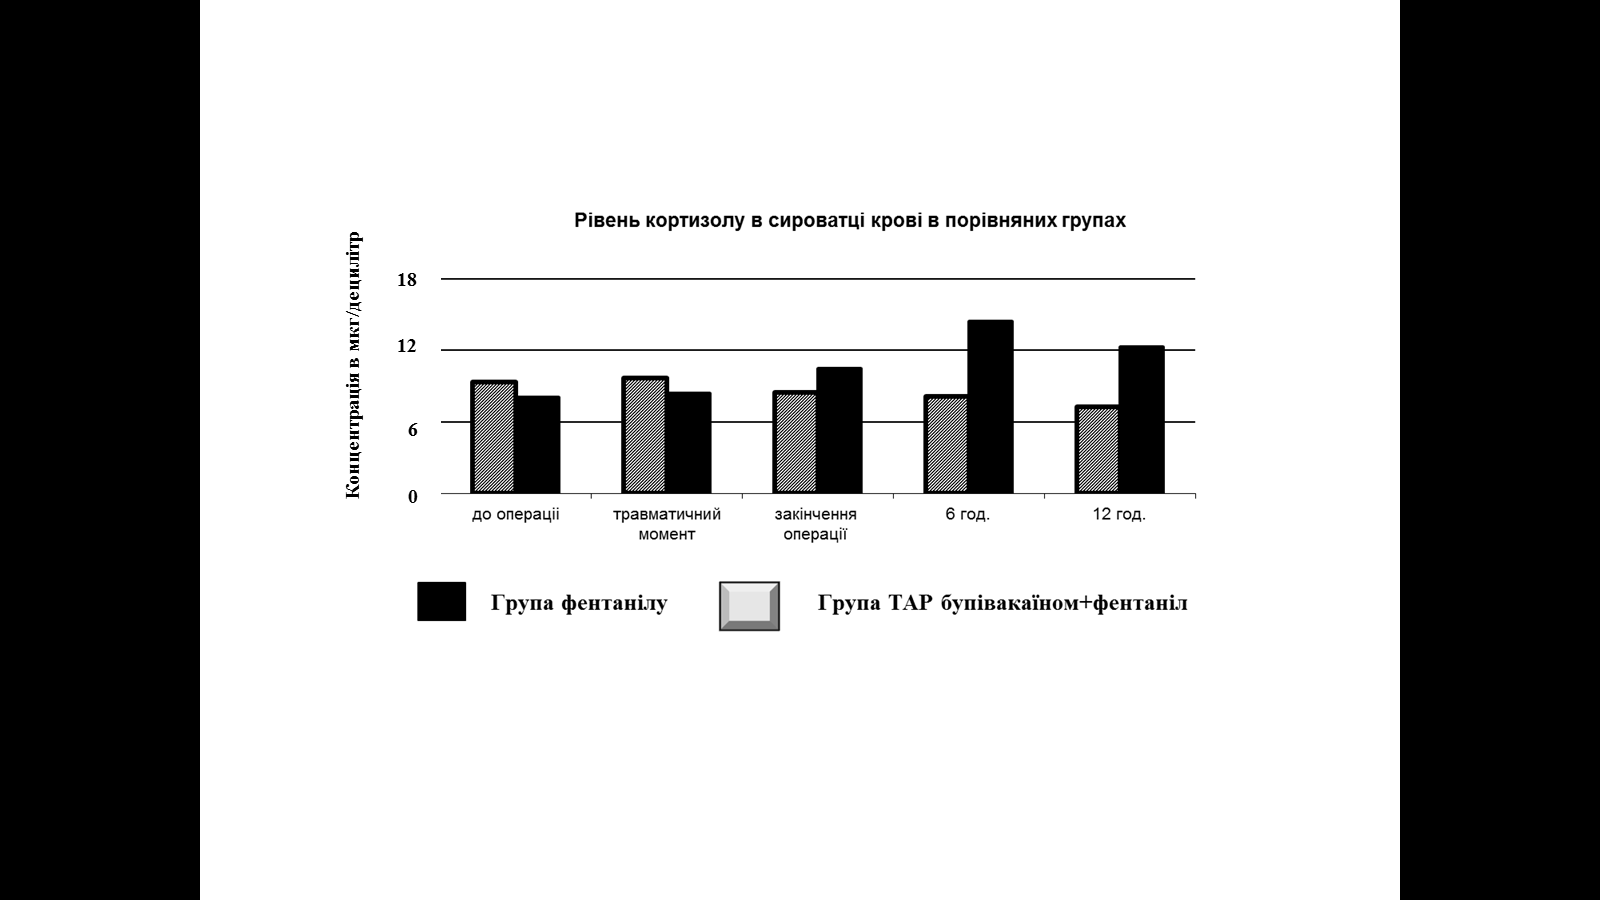 Рівень кортизолу в сироватці крові в порівняних групах
Концентрація в мкг/децилітр
18
12
6
0
до операціі
травматичний
момент
закінчення
операції
6 год.
12 год.
Група фентанілу
Група ТАР бупівакаїном+фентаніл